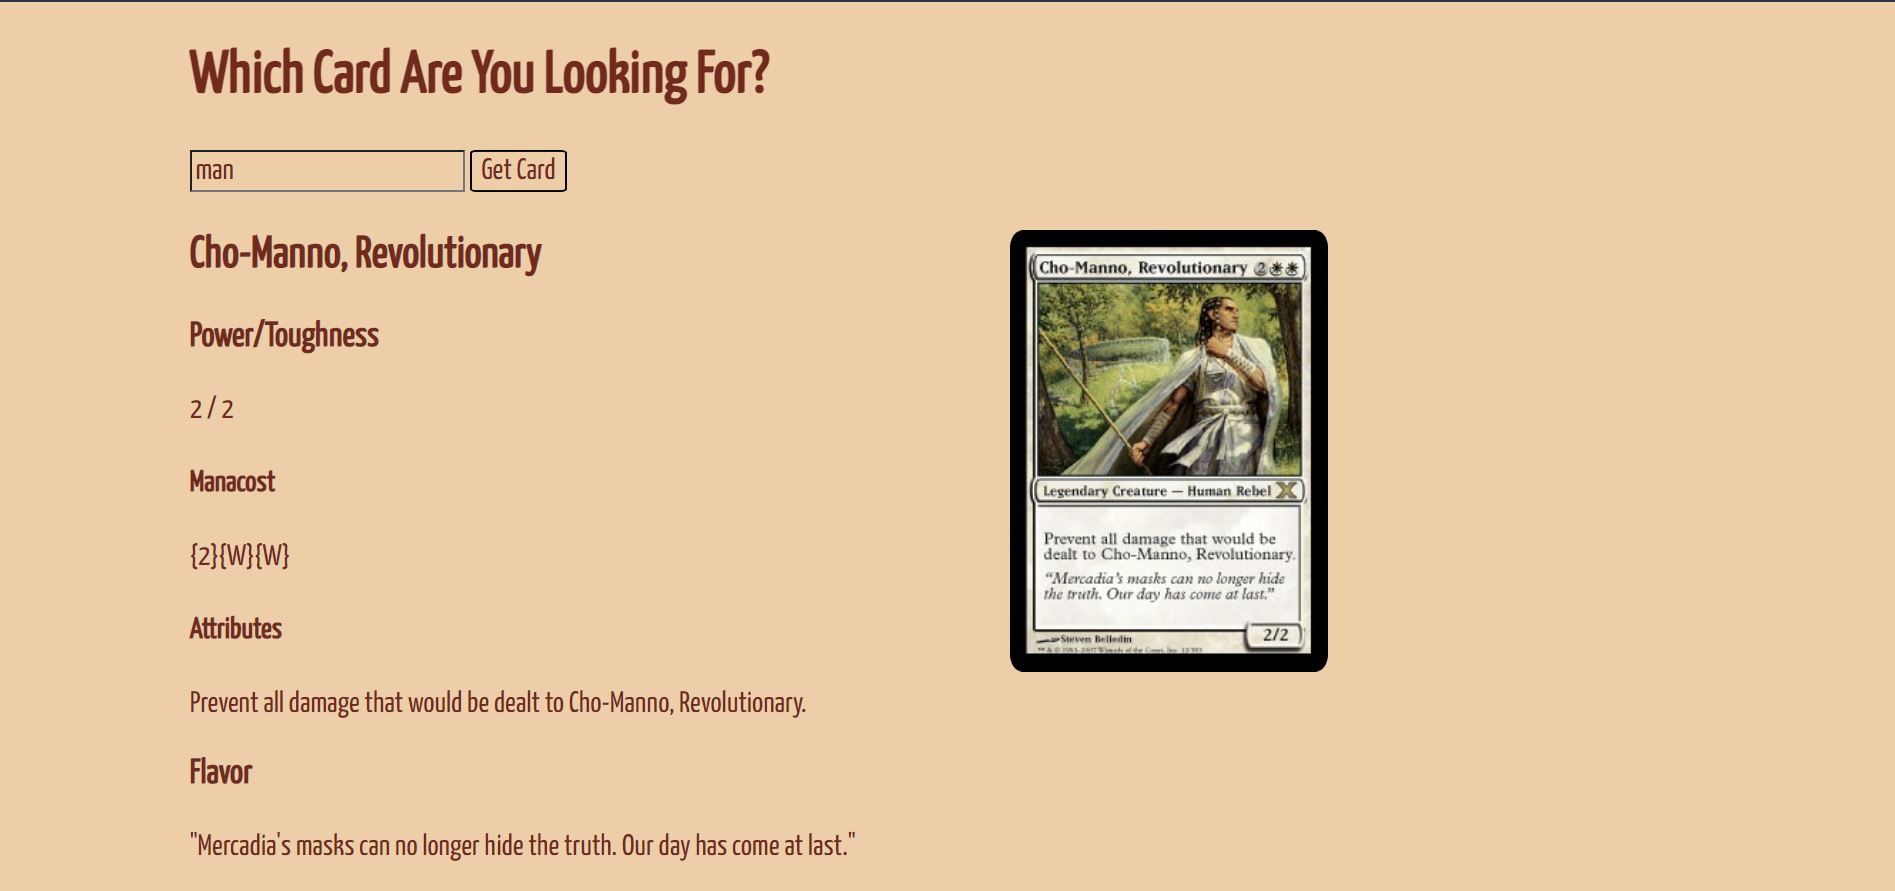 Which Card Are You Looking For?
man
Get Card
Cho-Manno, Revolutionary
Power/Toughness
2 / 2
Manacost
{2}{W}{W}
Attributes
Prevent all damage that would be dealt to Cho-Manno, Revolutionary.
Flavor
"Mercadia's masks can no longer hide the truth. Our day has come at last."
Cho-Manno, Revolutionary 2
Legendary Creature — Human Rebel
Prevent all damage that would be
dealt to Cho-Manno, Revolutionary.
“Mercadia’s masks can no longer hide
the truth. Our day has come at last.”
2/2
Steven Belledin